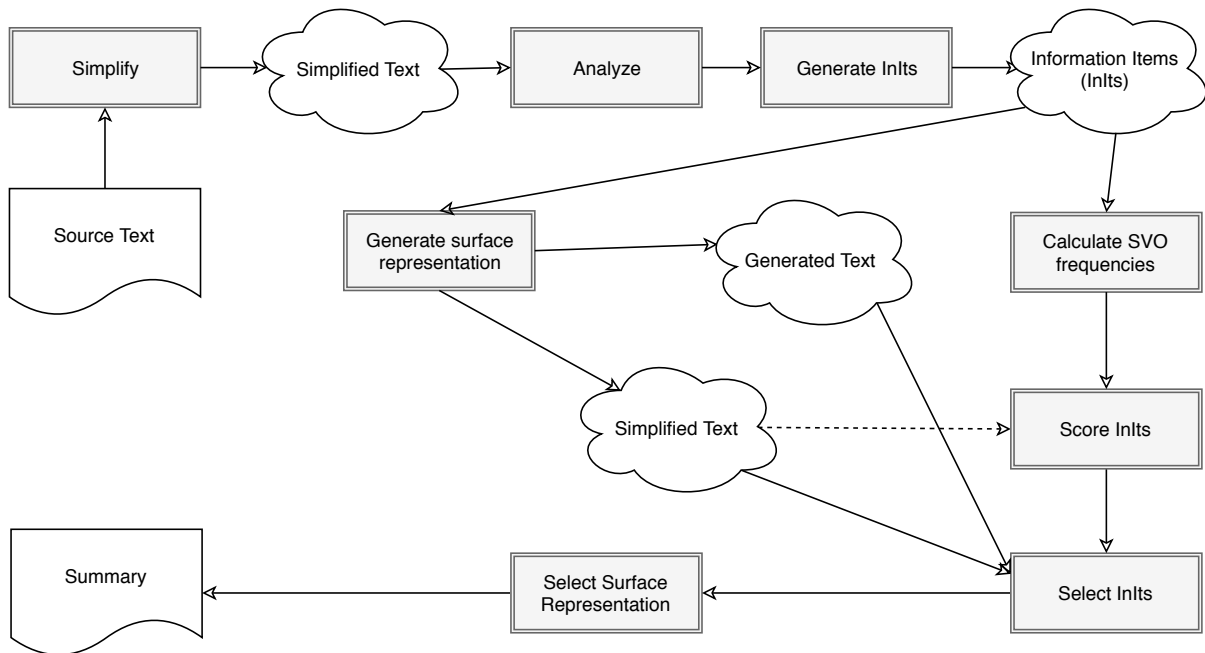 Simplify
Simplified Text
Analyze
Generate InIts
Information Items
(InIts)
Source Text
Generate surface
representation
Generated Text
Calculate SVO
frequencies
Simplified Text
Score InIts
Summary
Select Surface
Representation
Select InIts